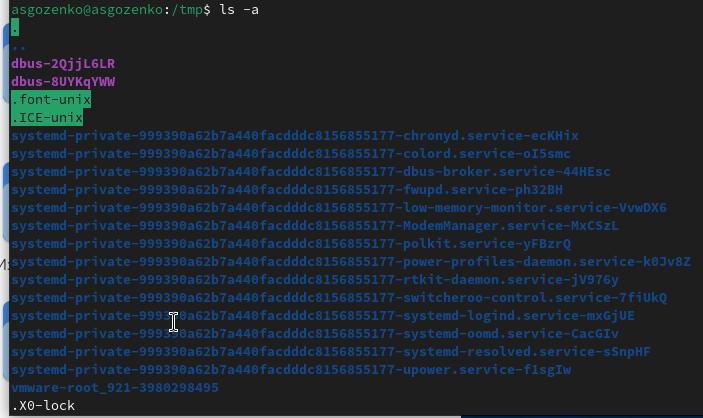 asgozenko@asgozenko:/tmp$ ls -a
.
..
dbus-2QjjL6LR
dbus-8UYKqYWW
.font-unix
.ICE-unix
systemd-private-999390a62b7a440facdddc8156855177-chronyd.service-ecKHix
systemd-private-999390a62b7a440facdddc8156855177-colord.service-oI5smc
systemd-private-999390a62b7a440facdddc8156855177-dbus-broker.service-44HEsc
systemd-private-999390a62b7a440facdddc8156855177-fwupd.service-ph32BH
systemd-private-999390a62b7a440facdddc8156855177-low-memory-monitor.service-VvwDX6
systemd-private-999390a62b7a440facdddc8156855177-ModemManager.service-MxCSzL
systemd-private-999390a62b7a440facdddc8156855177-polkit.service-yFBzrQ
systemd-private-999390a62b7a440facdddc8156855177-power-profiles-daemon.service-k0Jv8Z
systemd-private-999390a62b7a440facdddc8156855177-rtkit-daemon.service-jV976y
systemd-private-999390a62b7a440facdddc8156855177-switcheroo-control.service-7fiUkQ
systemd-private-999390a62b7a440facdddc8156855177-systemd-logind.service-mxGjUE
systemd-private-999390a62b7a440facdddc8156855177-systemd-oomd.service-CacGIv
systemd-private-999390a62b7a440facdddc8156855177-systemd-resolved.service-sSnpHF
systemd-private-999390a62b7a440facdddc8156855177-upower.service-f1sgIw
vmware-root_921-3980298495
.X0-lock